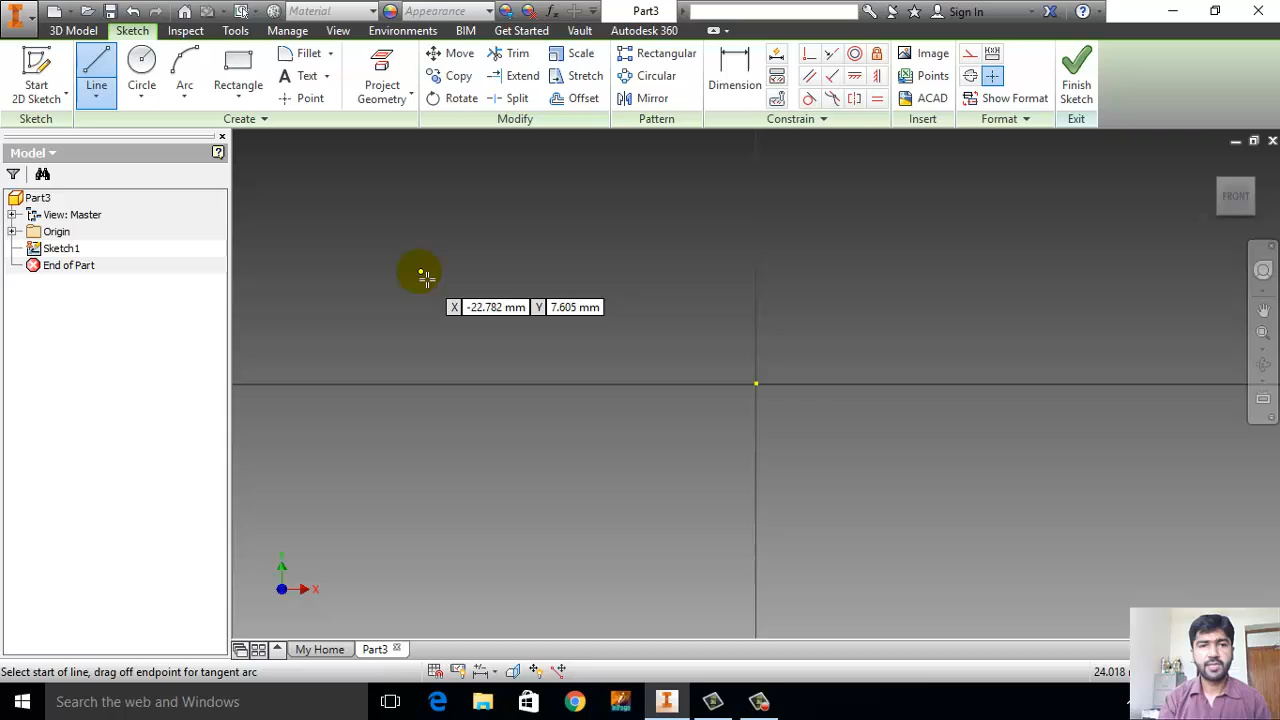 Material
Appearance
Part3
Sign In
3D Model
Sketch
Inspect
Tools
Manage
View
Environments
BIM
Get Started
Vault
Autodesk 360
Start
2D Sketch
Line
Circle
Arc
Rectangle
Fillet
Text
Point
Project
Geometry
Move
Copy
Rotate
Trim
Extend
Split
Scale
Stretch
Offset
Rectangular
Circular
Mirror
Dimension
Image
Points
ACAD
Show Format
Finish
Sketch
Sketch
Create
Modify
Pattern
Constrain
Insert
Format
Exit
Model
Part3
View: Master
Origin
Sketch1
End of Part
FRONT
X -22.782 mm Y 7.605 mm
X
My Home
Part3
Select start of line, drag off endpoint for tangent arc
24.018
Search the web and Windows